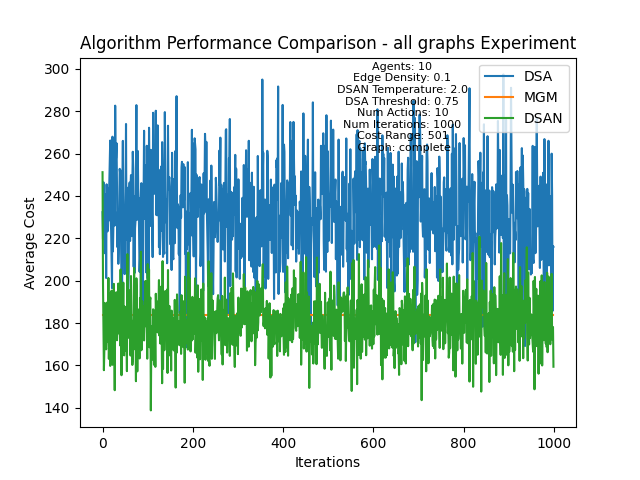 Algorithm Performance Comparison - all graphs Experiment
300
280
260
240
220
200
180
160
140
Average Cost
0
200
400
600
800
1000
Iterations
Agents: 10
Edge Density: 0.1
DSAN Temperature: 2.0
DSA Threshold: 0.75
Num Actions: 10
Num Iterations: 1000
Cost Range: 501
Graph: complete
DSA
MGM
DSAN